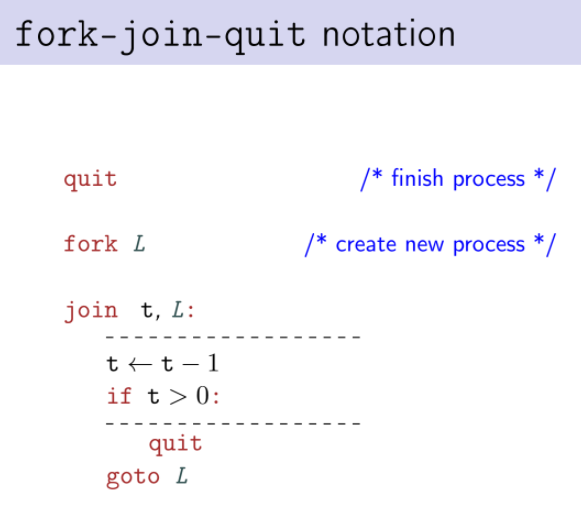 fork-join-quit notation
quit /* finish process */
fork L /* create new process */
join t, L:
------------------
t ← t − 1
if t > 0:
------------------
quit
goto L